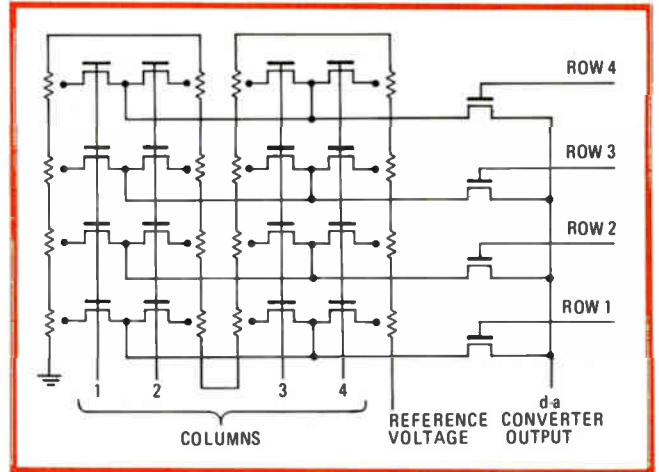 ROW 4
ROW 3
ROW 2
ROW 1
1 2 3 4
COLUMNS
REFERENCE VOLTAGE
d-a CONVERTER OUTPUT